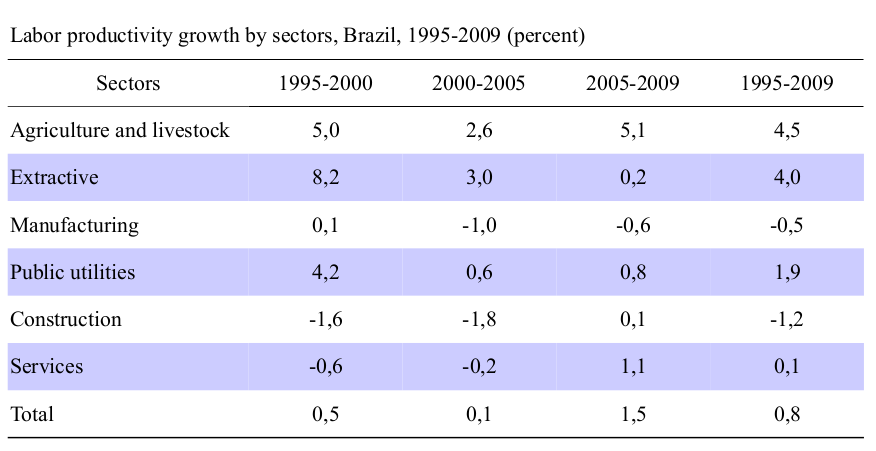 Labor productivity growth by sectors, Brazil, 1995-2009 (percent)
Sectors 1995-2000 2000-2005 2005-2009 1995-2009
Agriculture and livestock 5,0 2,6 5,1 4,5
Extractive 8,2 3,0 0,2 4,0
Manufacturing 0,1 -1,0 -0,6 -0,5
Public utilities 4,2 0,6 0,8 1,9
Construction -1,6 -1,8 0,1 -1,2
Services -0,6 -0,2 1,1 0,1
Total 0,5 0,1 1,5 0,8